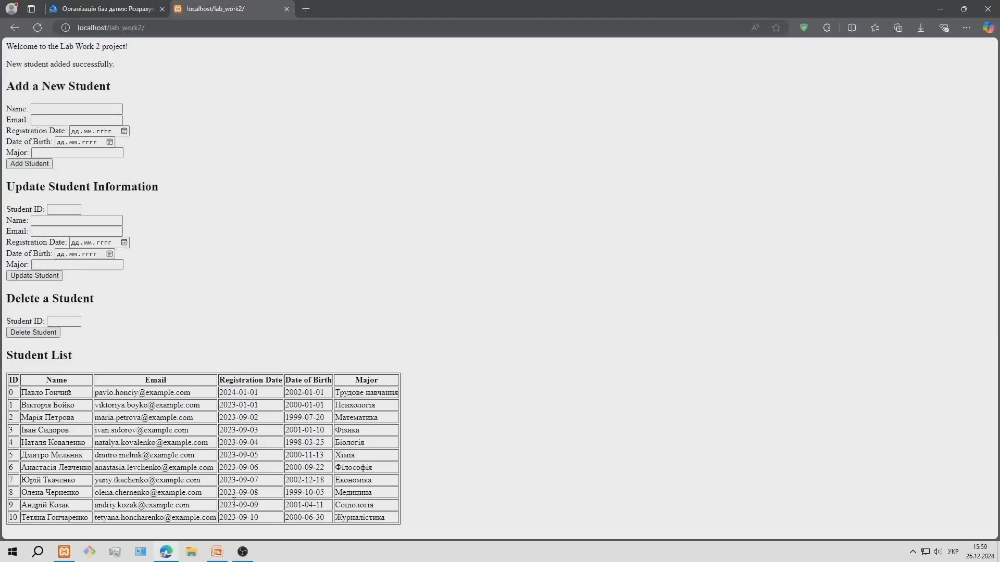 Організація баз даних: Розрахун
localhost/lab_work2/
localhost/lab_work2/
Welcome to the Lab Work 2 project!
New student added successfully.
Add a New Student
Name:
Email:
Registration Date: дд.мм.гггг
Date of Birth: дд.мм.гггг
Major:
Add Student
Update Student Information
Student ID:
Name:
Email:
Registration Date: дд.мм.гггг
Date of Birth: дд.мм.гггг
Major:
Update Student
Delete a Student
Student ID:
Delete Student
Student List
ID Name Email Registration Date Date of Birth Major
0 Павло Гончий pavlo.honciy@example.com 2024-01-01 2002-01-01 Трудове навчання
1 Вікторія Бойко viktoriya.boyko@example.com 2023-01-01 2000-01-01 Психологія
2 Марія Петрова maria.petrova@example.com 2023-09-02 1999-07-20 Математика
3 Іван Сидоров ivan.sidorov@example.com 2023-09-03 2001-01-10 Фізика
4 Наталя Коваленко natalya.kovalenko@example.com 2023-09-04 1998-03-25 Біологія
5 Дмитро Мельник dmitro.melnik@example.com 2023-09-05 2000-11-13 Хімія
6 Анастасія Левченко anastasia.levchenko@example.com 2023-09-06 2000-09-22 Філософія
7 Юрій Ткаченко yuriy.tkachenko@example.com 2023-09-07 2002-12-18 Економіка
8 Олена Черненко olena.chernenko@example.com 2023-09-08 1999-10-05 Медицина
9 Андрій Козак andriy.kozak@example.com 2023-09-09 2001-04-11 Соціологія
10 Тетяна Гончаренко tetyana.honcharenko@example.com 2023-09-10 2000-06-30 Журналістика
УКР
15:59
26.12.2024